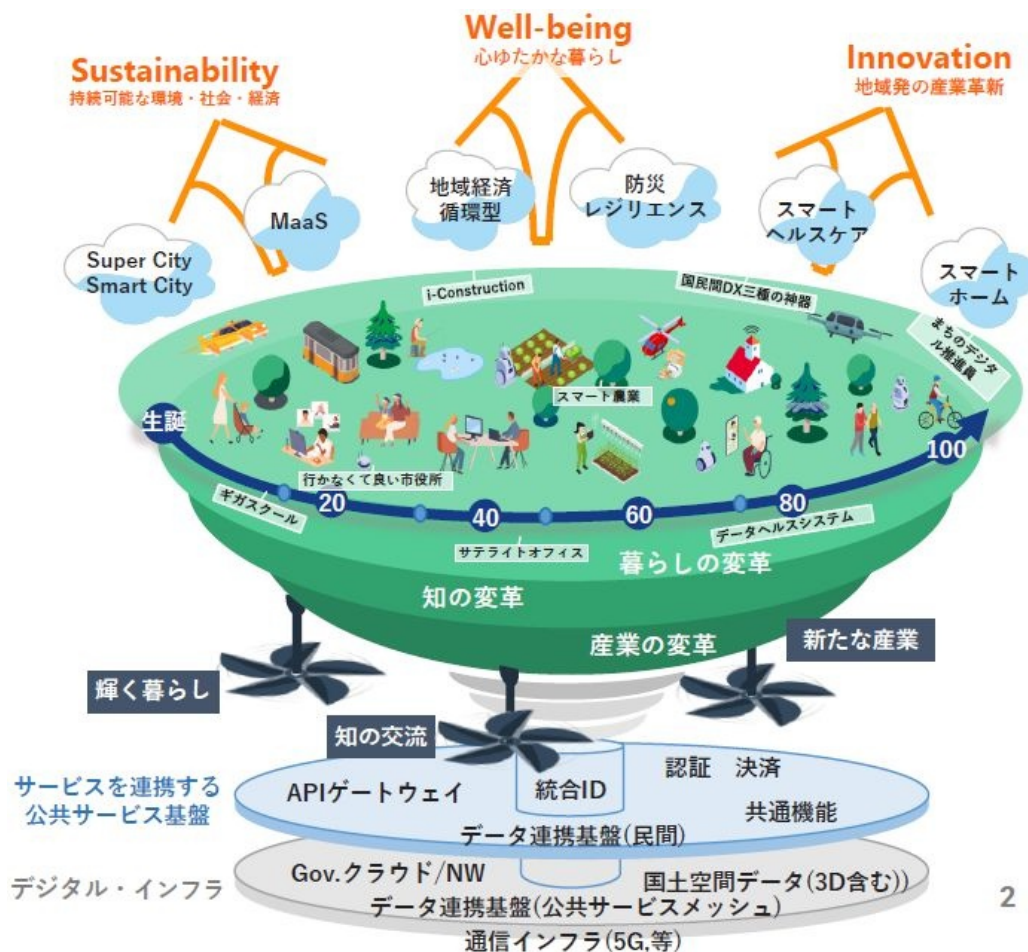 Well-being
心ゆたかな暮らし
Sustainability
持続可能な環境・社会・経済
Innovation
地域発の産業革新
Super City
Smart City
MaaS
地域経済
循環型
防災
レジリエンス
スマート
ヘルスケア
スマート
ホーム
i-Construction
国民間DX三種の神器
まちのデジタ
ル推進員
スマート農業
生誕
行かなくて良い市役所
ギガスクール
20
40
60
80
100
サテライトオフィス
データヘルスシステム
暮らしの変革
知の変革
産業の変革
新たな産業
輝く暮らし
知の交流
サービスを連携する
公共サービス基盤
APIゲートウェイ
統合ID
認証 決済
共通機能
データ連携基盤(民間)
デジタル・インフラ
Gov.クラウド/NW
国土空間データ(3D含む))
データ連携基盤(公共サービスメッシュ)
通信インフラ(5G,等)
2